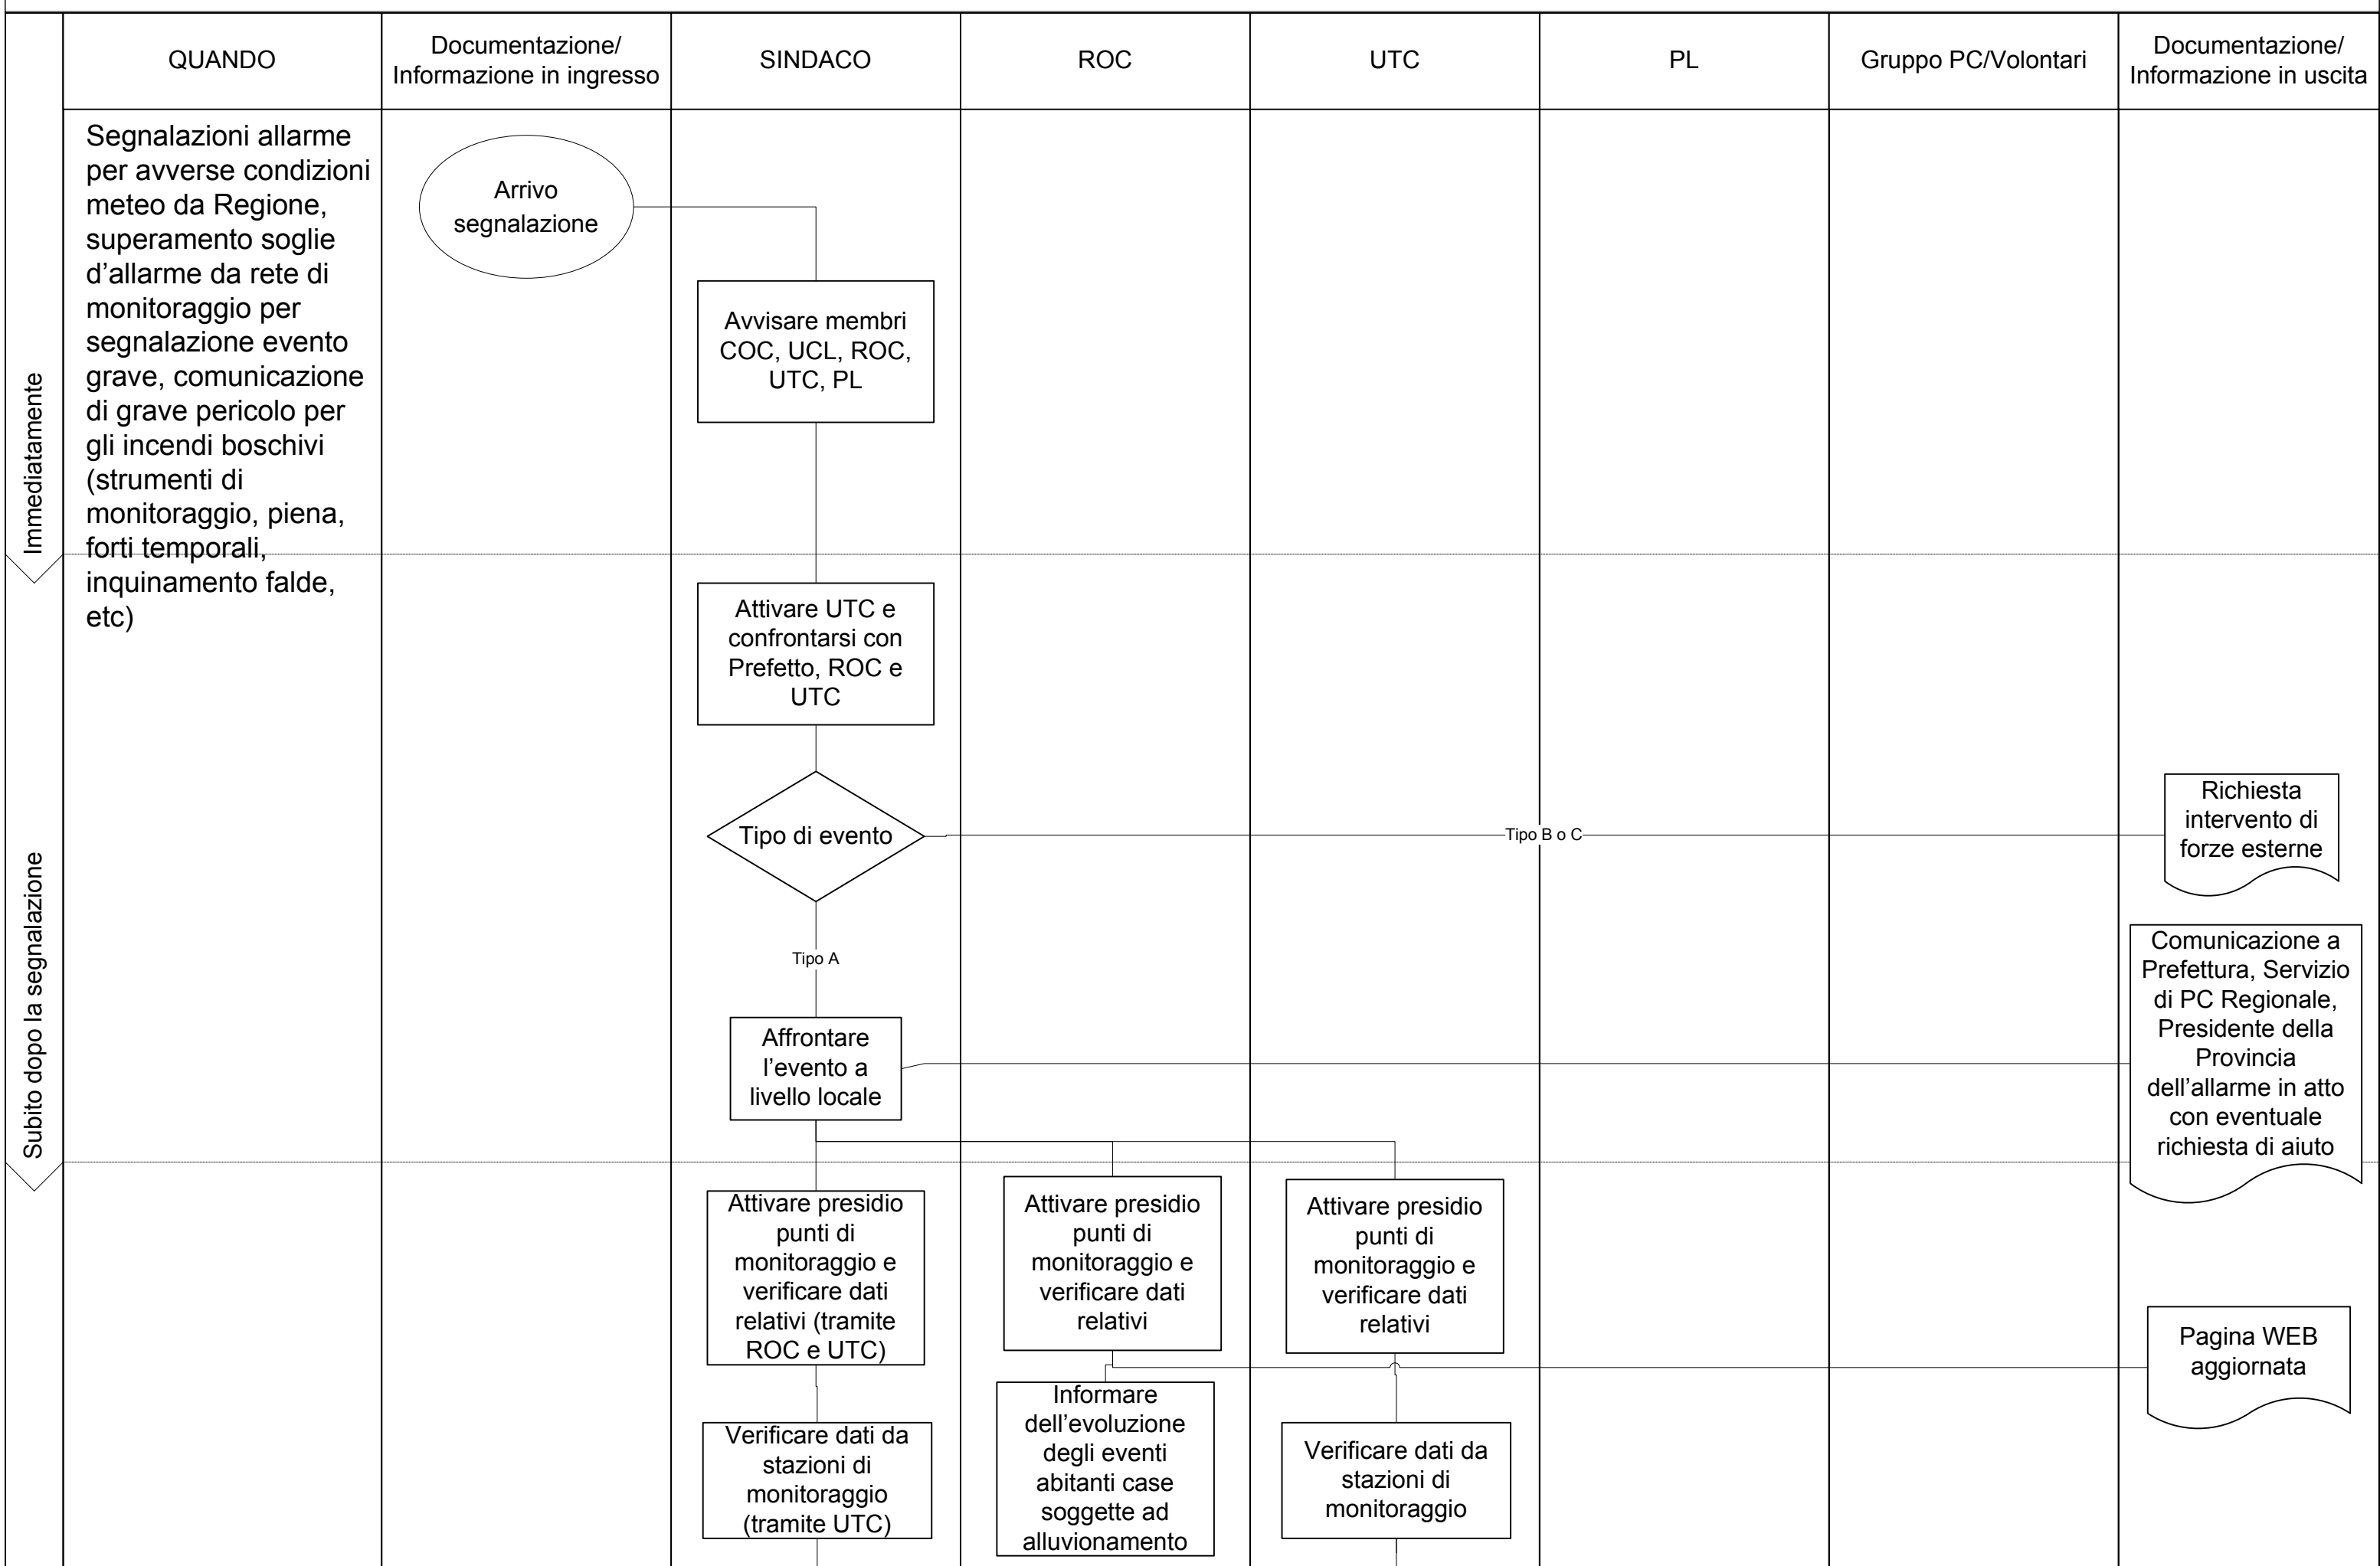 QUANDO
Documentazione/
Informazione in ingresso
SINDACO
ROC
UTC
PL
Gruppo PC/Volontari
Documentazione/
Informazione in uscita
Immediatamente
Segnalazioni allarme
per avverse condizioni
meteo da Regione,
superamento soglie
d’allarme da rete di
monitoraggio per
segnalazione evento
grave, comunicazione
di grave pericolo per
gli incendi boschivi
(strumenti di
monitoraggio, piena,
forti temporali,
inquinamento falde,
etc)
Arrivo
segnalazione
Avvisare membri
COC, UCL, ROC,
UTC, PL
Subito dopo la segnalazione
Attivare UTC e
confrontarsi con
Prefetto, ROC e
UTC
Tipo di evento
Tipo B o C
Richiesta
intervento di
forze esterne
Tipo A
Affrontare
l’evento a
livello locale
Comunicazione a
Prefettura, Servizio
di PC Regionale,
Presidente della
Provincia
dell’allarme in atto
con eventuale
richiesta di aiuto
Attivare presidio
punti di
monitoraggio e
verificare dati
relativi (tramite
ROC e UTC)
Attivare presidio
punti di
monitoraggio e
verificare dati
relativi
Attivare presidio
punti di
monitoraggio e
verificare dati
relativi
Pagina WEB
aggiornata
Verificare dati da
stazioni di
monitoraggio
(tramite UTC)
Informare
dell’evoluzione
degli eventi
abitanti case
soggette ad
alluvionamento
Verificare dati da
stazioni di
monitoraggio